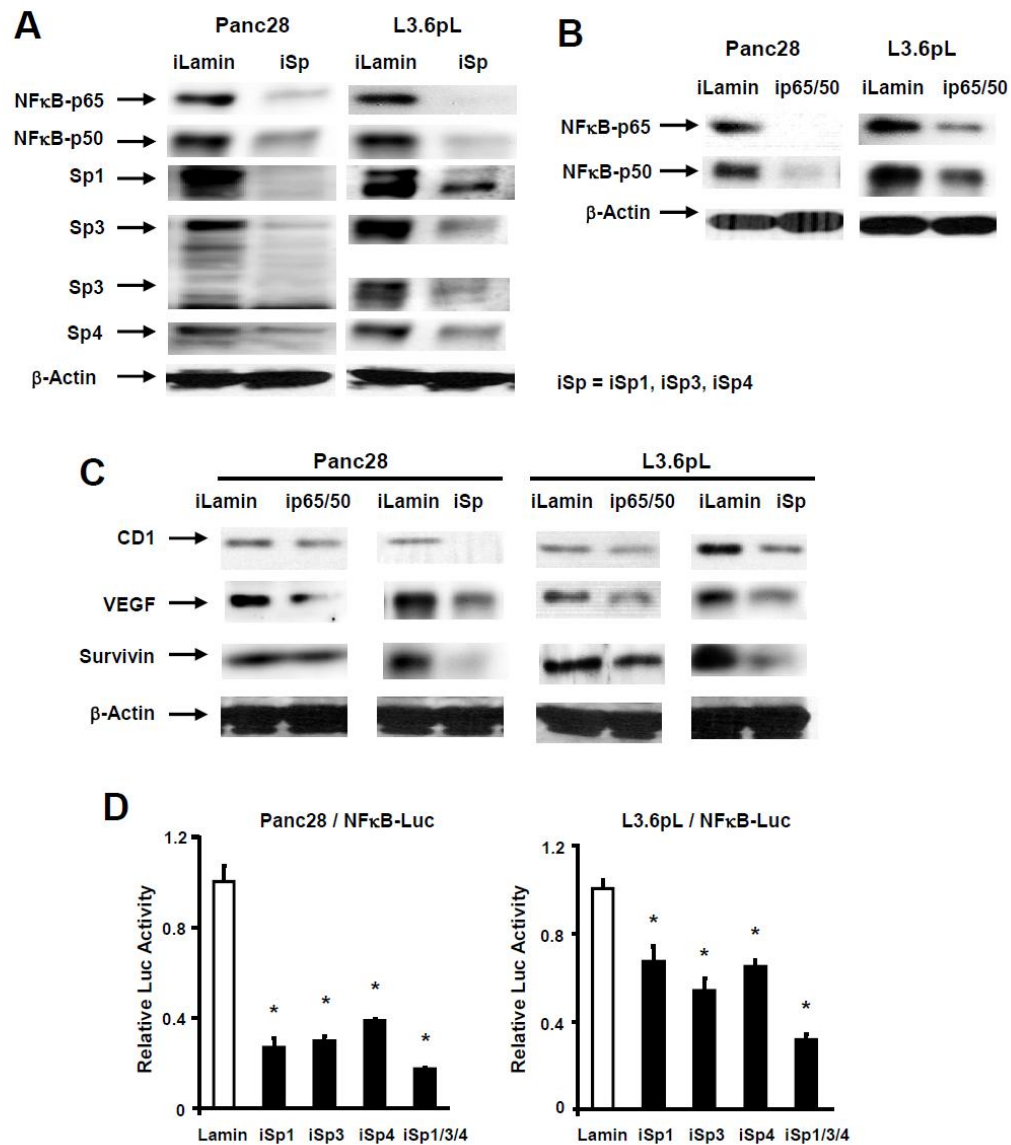 A
Panc28 L3.6pL
iLamin iSp iLamin iSp
NFκB-p65
NFκB-p50
Sp1
Sp3
Sp3
Sp4
β-Actin
B
Panc28 L3.6pL
iLamin ip65/50 iLamin ip65/50
NFκB-p65
NFκB-p50
β-Actin
iSp = iSp1, iSp3, iSp4
C
Panc28 L3.6pL
iLamin ip65/50 iLamin iSp iLamin ip65/50 iLamin iSp
CD1
VEGF
Survivin
β-Actin
D
Panc28 / NFκB-Luc
Relative Luc Activity
1.2
0.8
0.4
0
* * * *
Lamin iSp1 iSp3 iSp4 iSp1/3/4
L3.6pL / NFκB-Luc
Relative Luc Activity
1.2
0.8
0.4
0
* * * *
Lamin iSp1 iSp3 iSp4 iSp1/3/4